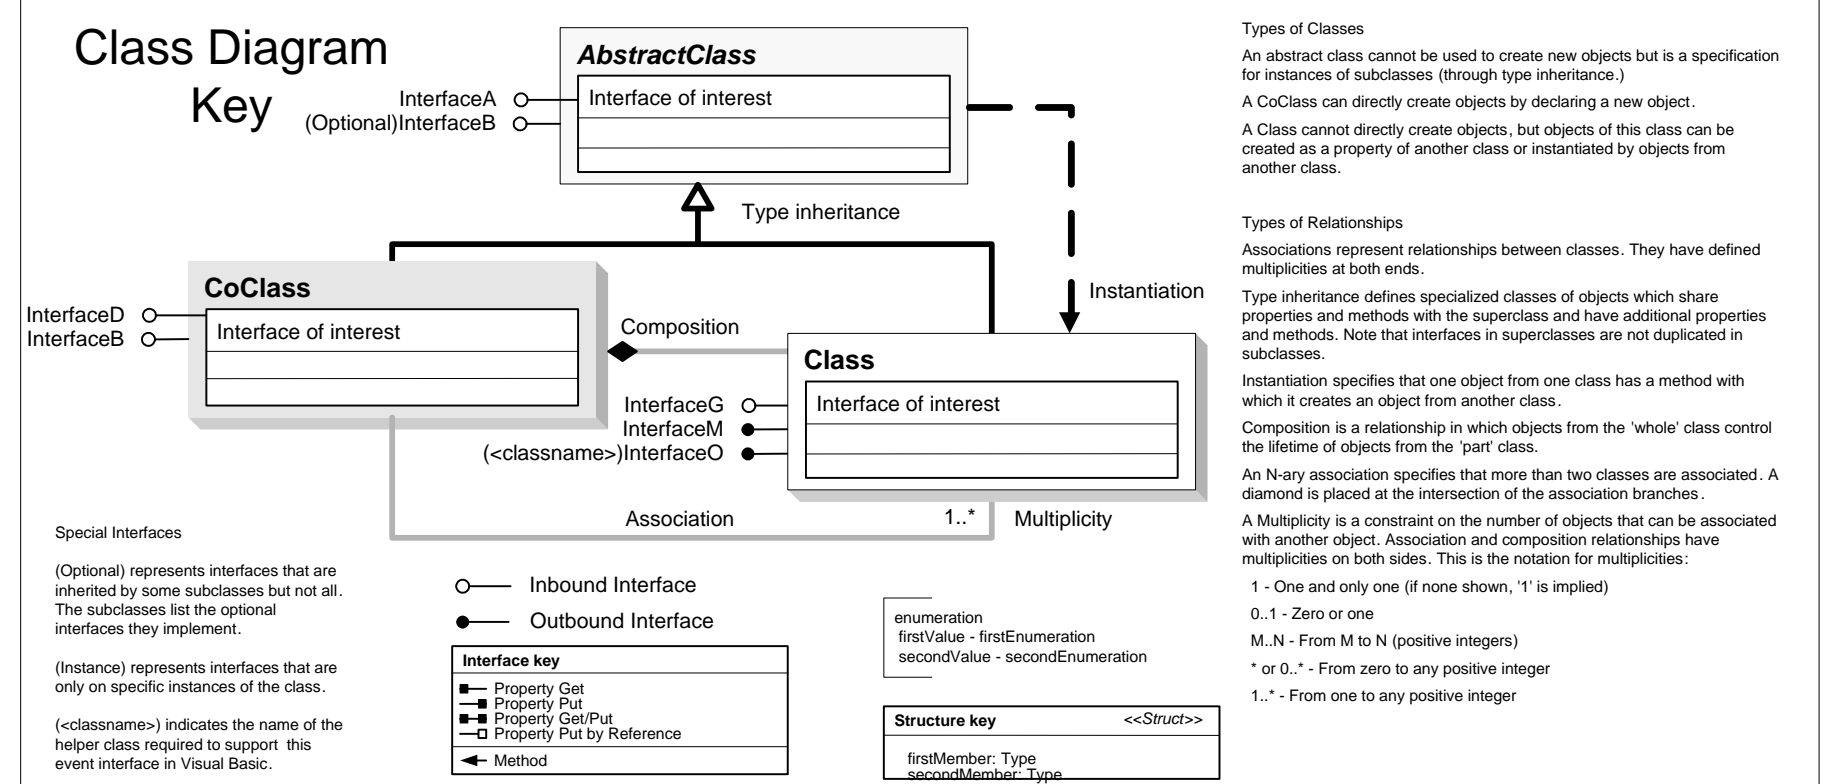 Class Diagram
Key
AbstractClass
Interface of interest
InterfaceA
(Optional)InterfaceB
Type inheritance
Instantiation
CoClass
Interface of interest
InterfaceD
InterfaceB
Composition
Class
Interface of interest
InterfaceG
InterfaceM
(<classname>)InterfaceO
Association
1..*
Multiplicity
Special Interfaces
(Optional) represents interfaces that are
inherited by some subclasses but not all.
The subclasses list the optional
interfaces they implement.
(Instance) represents interfaces that are
only on specific instances of the class.
(<classname>) indicates the name of the
helper class required to support this
event interface in Visual Basic.
Inbound Interface
Outbound Interface
Interface key
Property Get
Property Put
Property Get/Put
Property Put by Reference
Method
enumeration
firstValue - firstEnumeration
secondValue - secondEnumeration
Structure key <<Struct>>
firstMember: Type
secondMember: Type
Types of Classes
An abstract class cannot be used to create new objects but is a specification
for instances of subclasses (through type inheritance.)
A CoClass can directly create objects by declaring a new object.
A Class cannot directly create objects, but objects of this class can be
created as a property of another class or instantiated by objects from
another class.
Types of Relationships
Associations represent relationships between classes. They have defined
multiplicities at both ends.
Type inheritance defines specialized classes of objects which share
properties and methods with the superclass and have additional properties
and methods. Note that interfaces in superclasses are not duplicated in
subclasses.
Instantiation specifies that one object from one class has a method with
which it creates an object from another class.
Composition is a relationship in which objects from the 'whole' class control
the lifetime of objects from the 'part' class.
An N-ary association specifies that more than two classes are associated. A
diamond is placed at the intersection of the association branches.
A Multiplicity is a constraint on the number of objects that can be associated
with another object. Association and composition relationships have
multiplicities on both sides. This is the notation for multiplicities:
1 - One and only one (if none shown, '1' is implied)
0..1 - Zero or one
M..N - From M to N (positive integers)
* or 0..* - From zero to any positive integer
1..* - From one to any positive integer